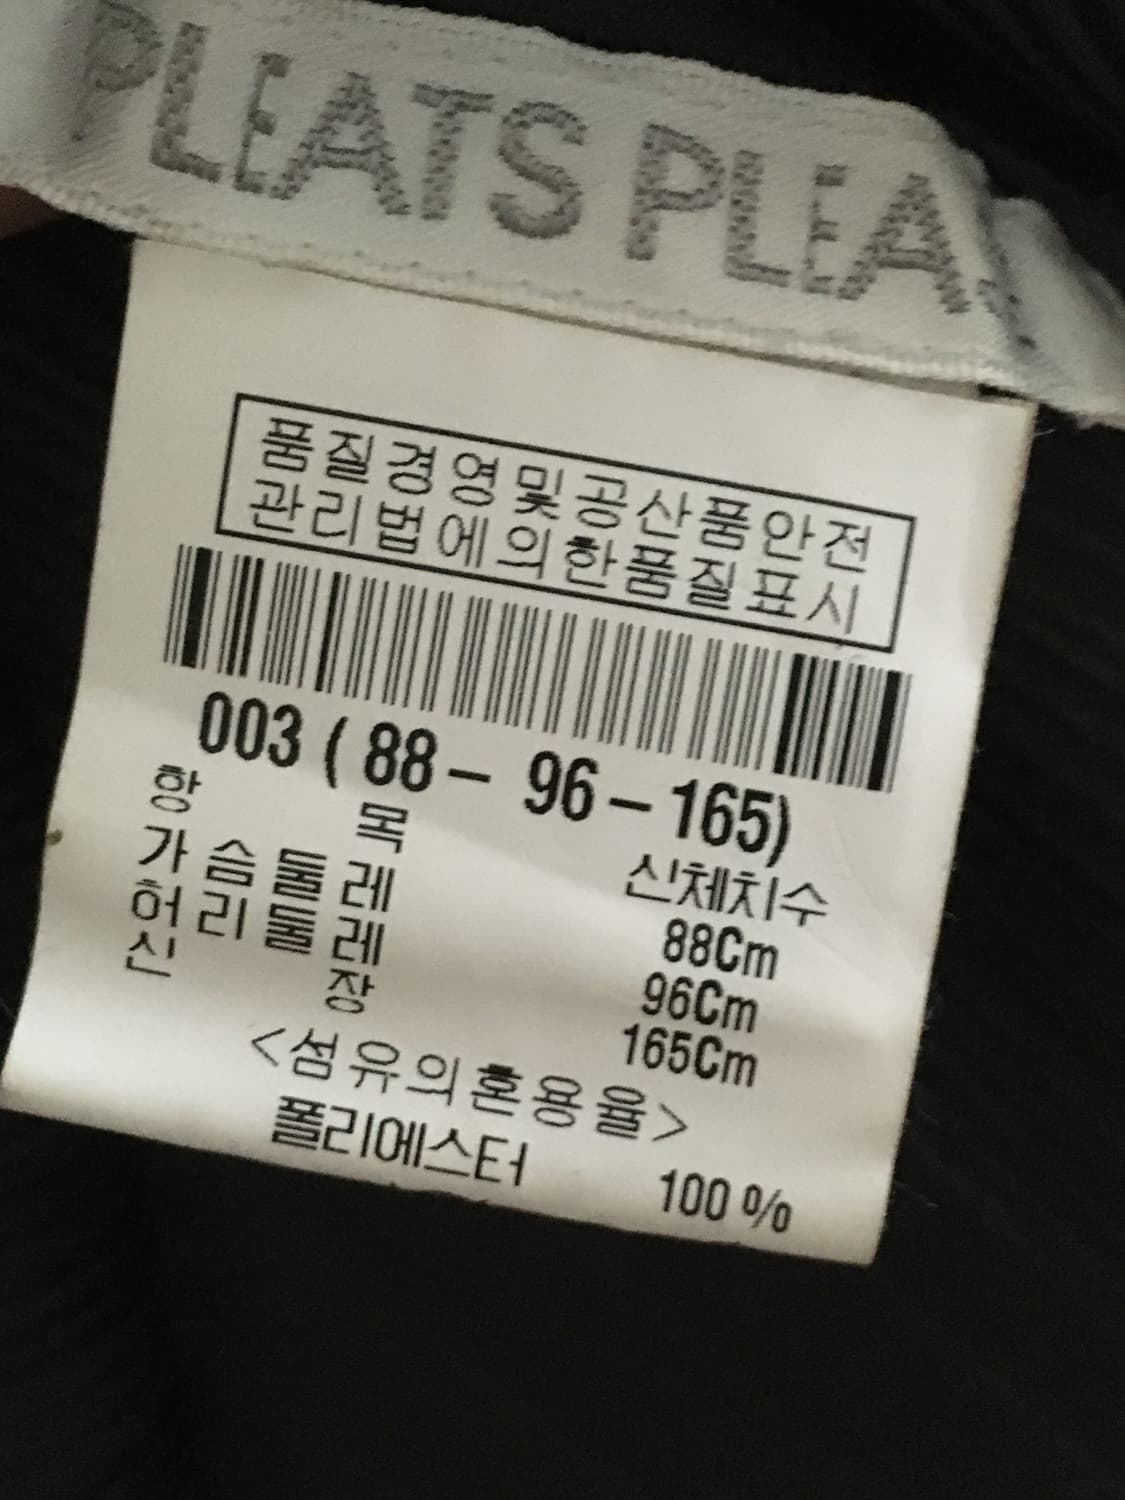 PLEATS PLEA
품질경영및공산품안전
관리법에의한품질표시
003 ( 88 – 96 – 165)
항 목 신체치수
가 슴 둘 레 88Cm
허 리 둘 레 96Cm
신 장 165Cm
<섬유의혼용율>
폴리에스터 100 %